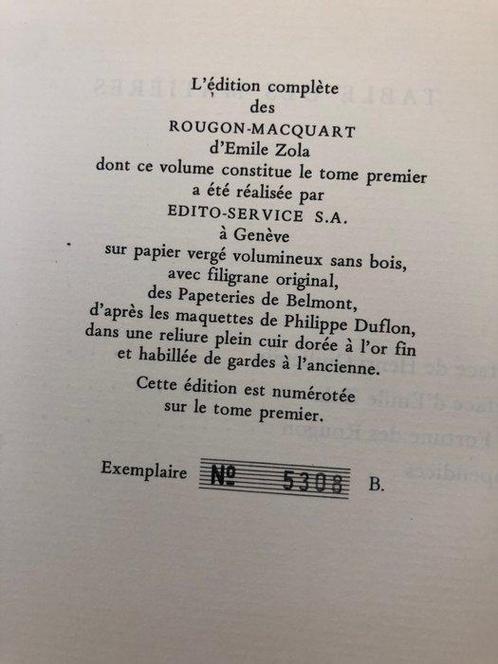 L'édition complète
des
ROUGON-MACQUART
d'Emile Zola
dont ce volume constitue le tome premier
a été réalisée par
EDITO-SERVICE S.A.
à Genève
sur papier vergé volumineux sans bois,
avec filigrane original,
des Papeteries de Belmont,
d'après les maquettes de Philippe Duflon,
dans une reliure plein cuir dorée à l'or fin
et habillée de gardes à l'ancienne.
Cette édition est numérotée
sur le tome premier.
Exemplaire No 5308 B.